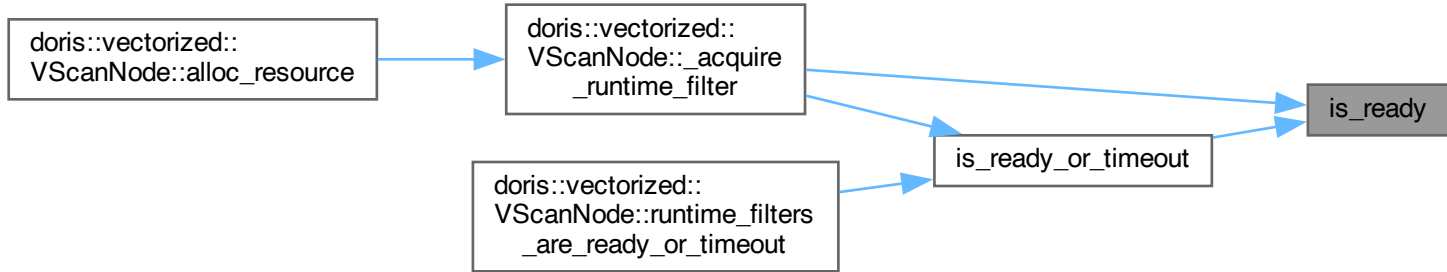 doris::vectorized::
VScanNode::alloc_resource
doris::vectorized::
VScanNode::_acquire
_runtime_filter
is_ready
is_ready_or_timeout
doris::vectorized::
VScanNode::runtime_filters
_are_ready_or_timeout